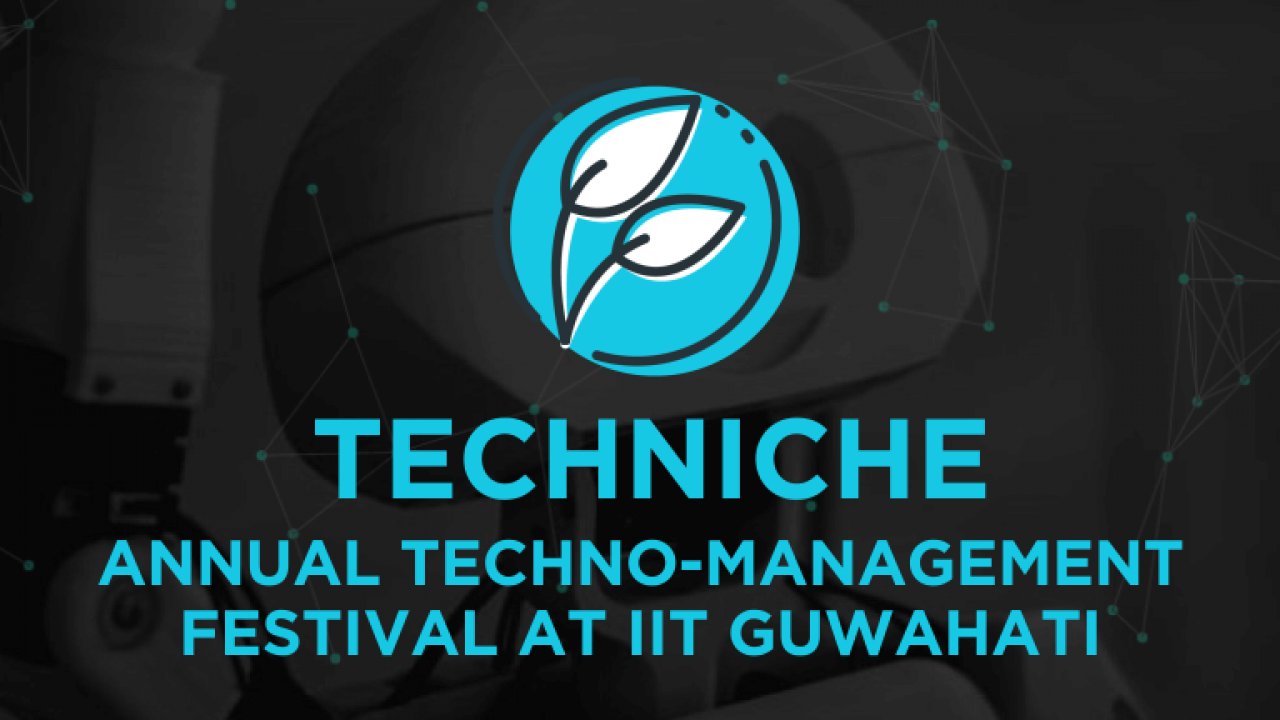 TECHNICHE
ANNUAL TECHNO-MANAGEMENT
FESTIVAL AT IIT GUWAHATI